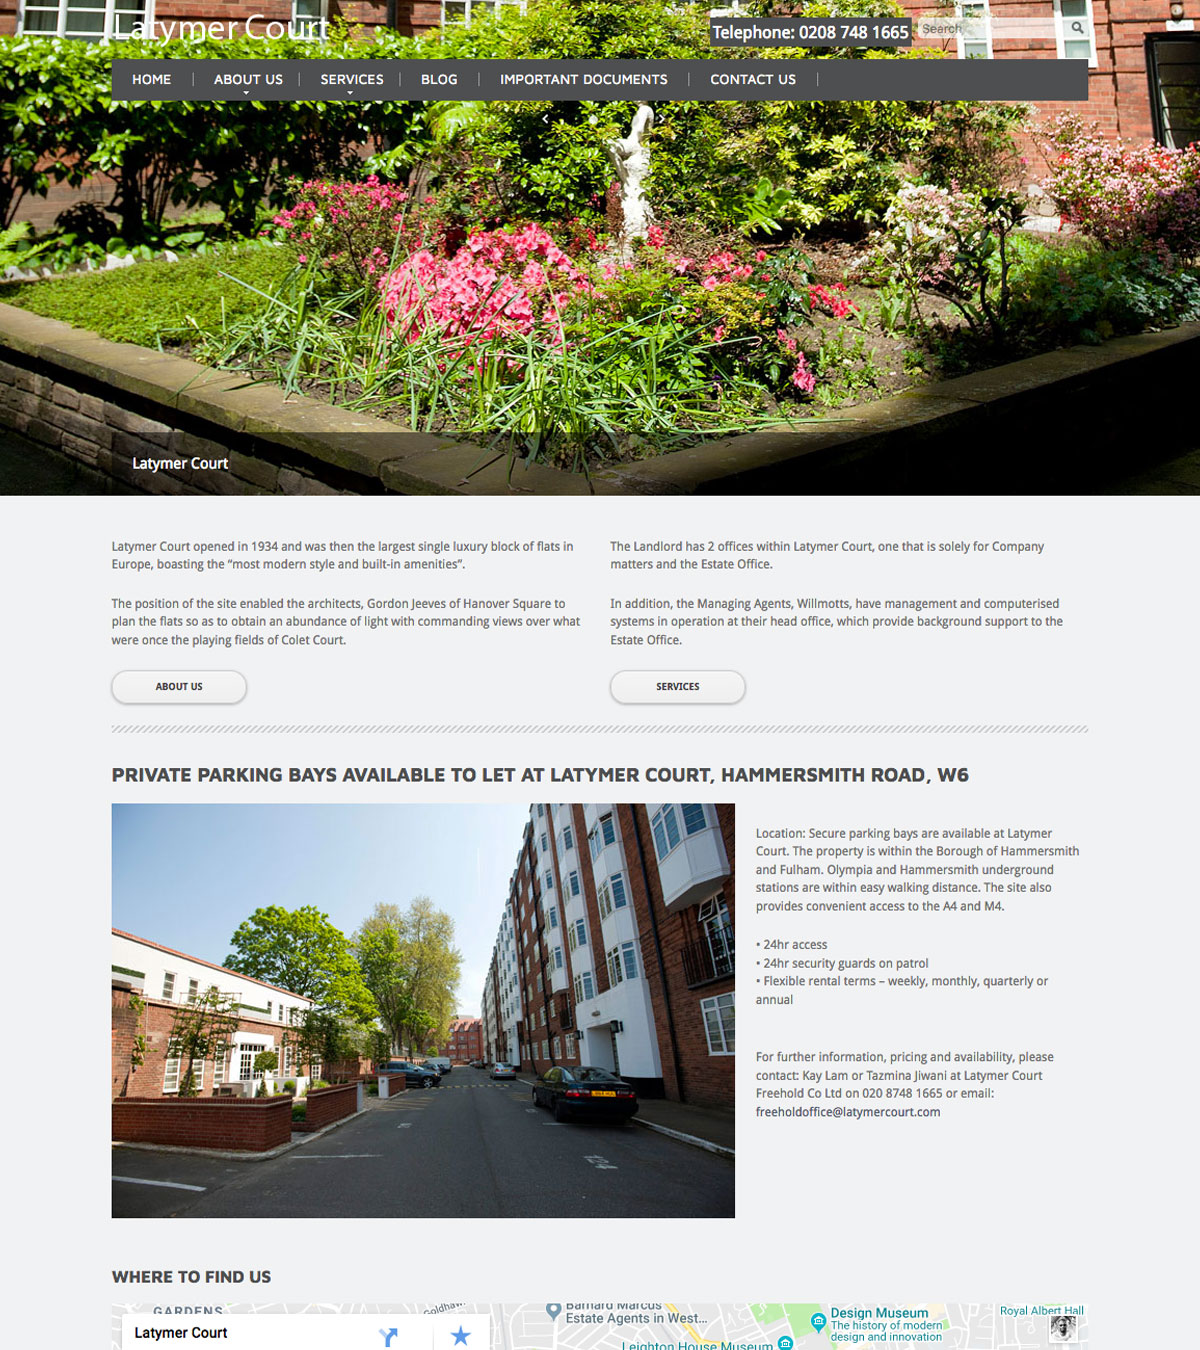 Latymer Court
Telephone: 0208 748 1665
Search
HOME
ABOUT US
SERVICES
BLOG
IMPORTANT DOCUMENTS
CONTACT US
Latymer Court
Latymer Court opened in 1934 and was then the largest single luxury block of flats in
Europe, boasting the “most modern style and built-in amenities”.
The position of the site enabled the architects, Gordon Jeeves of Hanover Square to
plan the flats so as to obtain an abundance of light with commanding views over what
were once the playing fields of Colet Court.
ABOUT US
The Landlord has 2 offices within Latymer Court, one that is solely for Company
matters and the Estate Office.
In addition, the Managing Agents, Willmotts, have management and computerised
systems in operation at their head office, which provide background support to the
Estate Office.
SERVICES
PRIVATE PARKING BAYS AVAILABLE TO LET AT LATYMER COURT, HAMMERSMITH ROAD, W6
Location: Secure parking bays are available at Latymer
Court. The property is within the Borough of Hammersmith
and Fulham. Olympia and Hammersmith underground
stations are within easy walking distance. The site also
provides convenient access to the A4 and M4.
• 24hr access
• 24hr security guards on patrol
• Flexible rental terms – weekly, monthly, quarterly or
annual
For further information, pricing and availability, please
contact: Kay Lam or Tazmina Jiwani at Latymer Court
Freehold Co Ltd on 020 8748 1665 or email:
freeholdoffice@latymercourt.com
WHERE TO FIND US
GARDENS
Latymer Court
Goldhaw
Barnard Marcus
Estate Agents in West...
Leighton House Museum
Design Museum
The history of modern
design and innovation
Royal Albert Hall